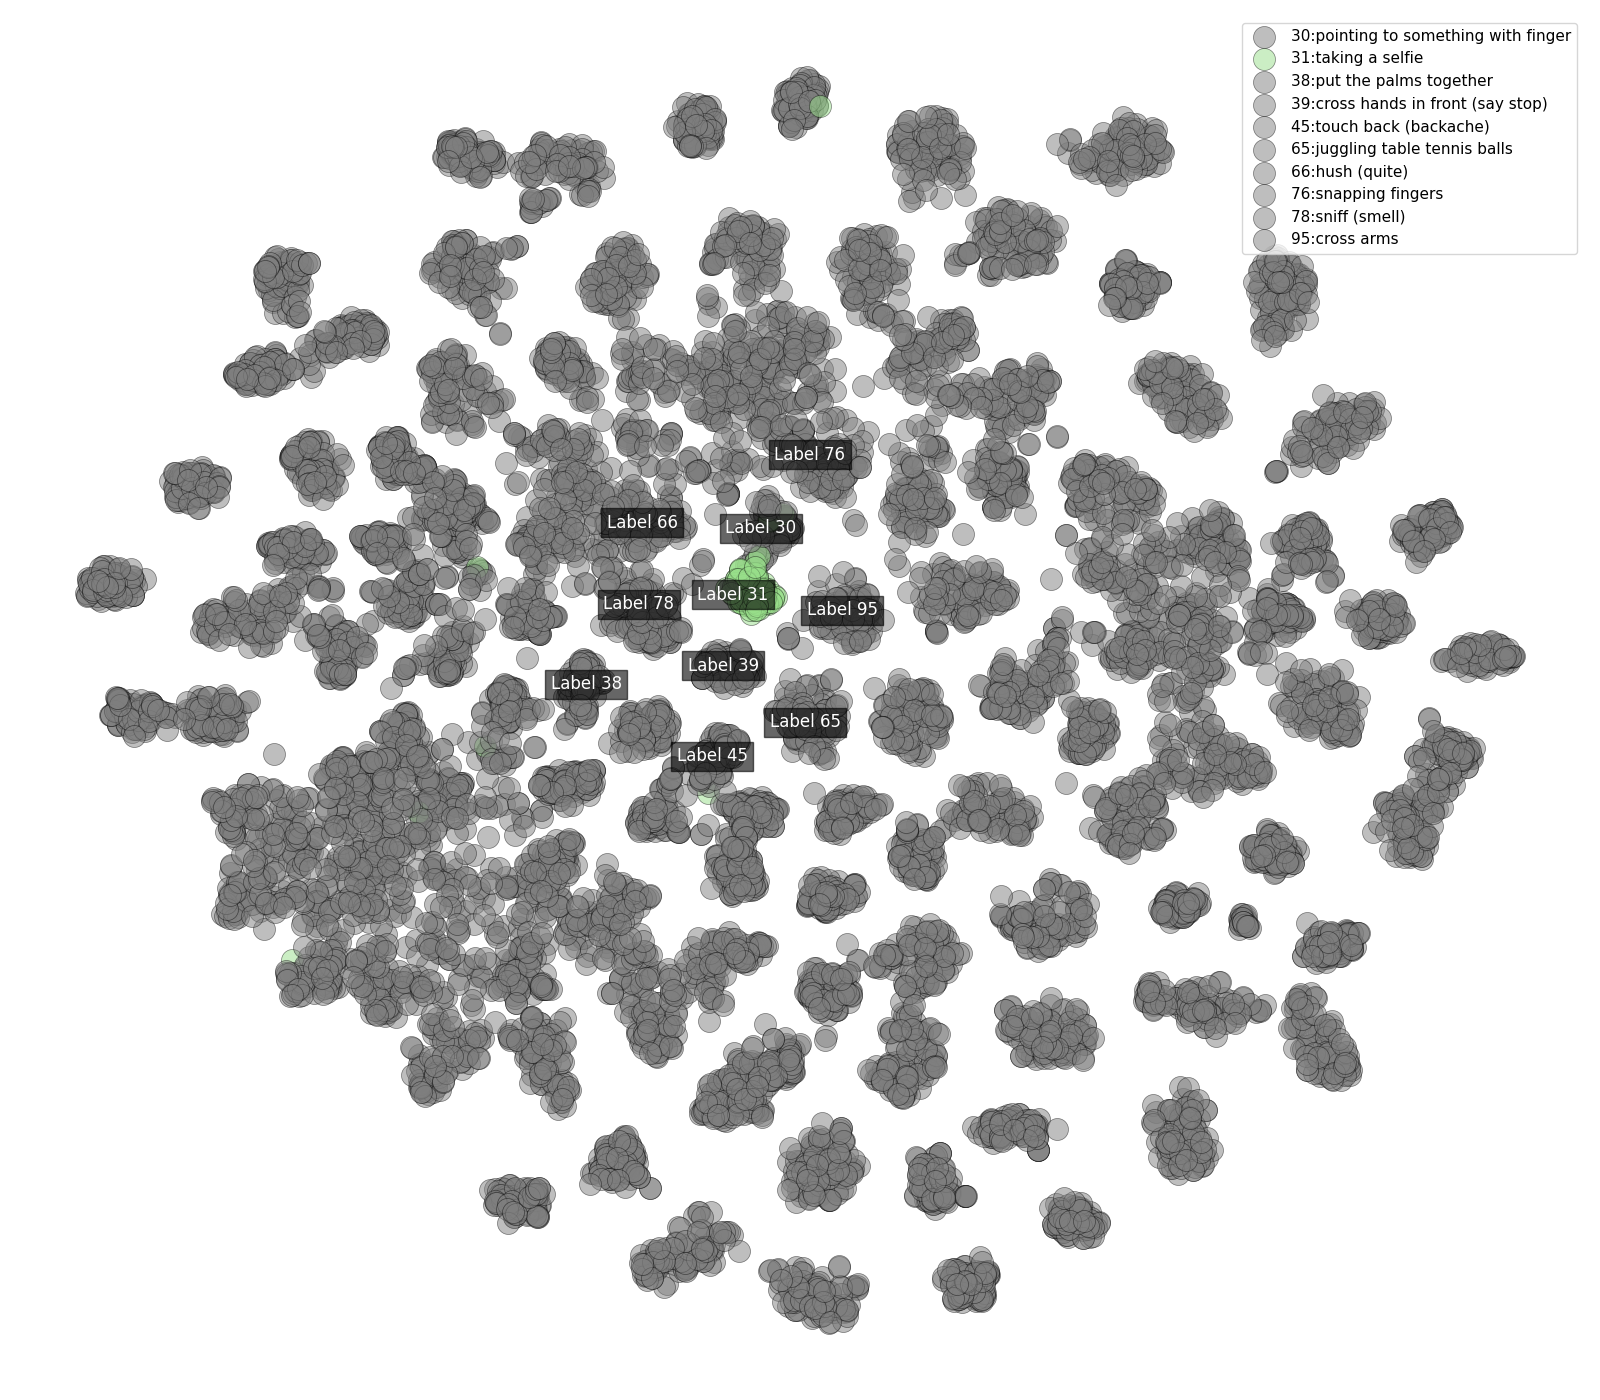 30:pointing to something with finger
31:taking a selfie
38:put the palms together
39:cross hands in front (say stop)
45:touch back (backache)
65:juggling table tennis balls
66:hush (quite)
76:snapping fingers
78:sniff (smell)
95:cross arms
Label 76
Label 66
Label 30
Label 31
Label 78
Label 95
Label 39
Label 38
Label 65
Label 45